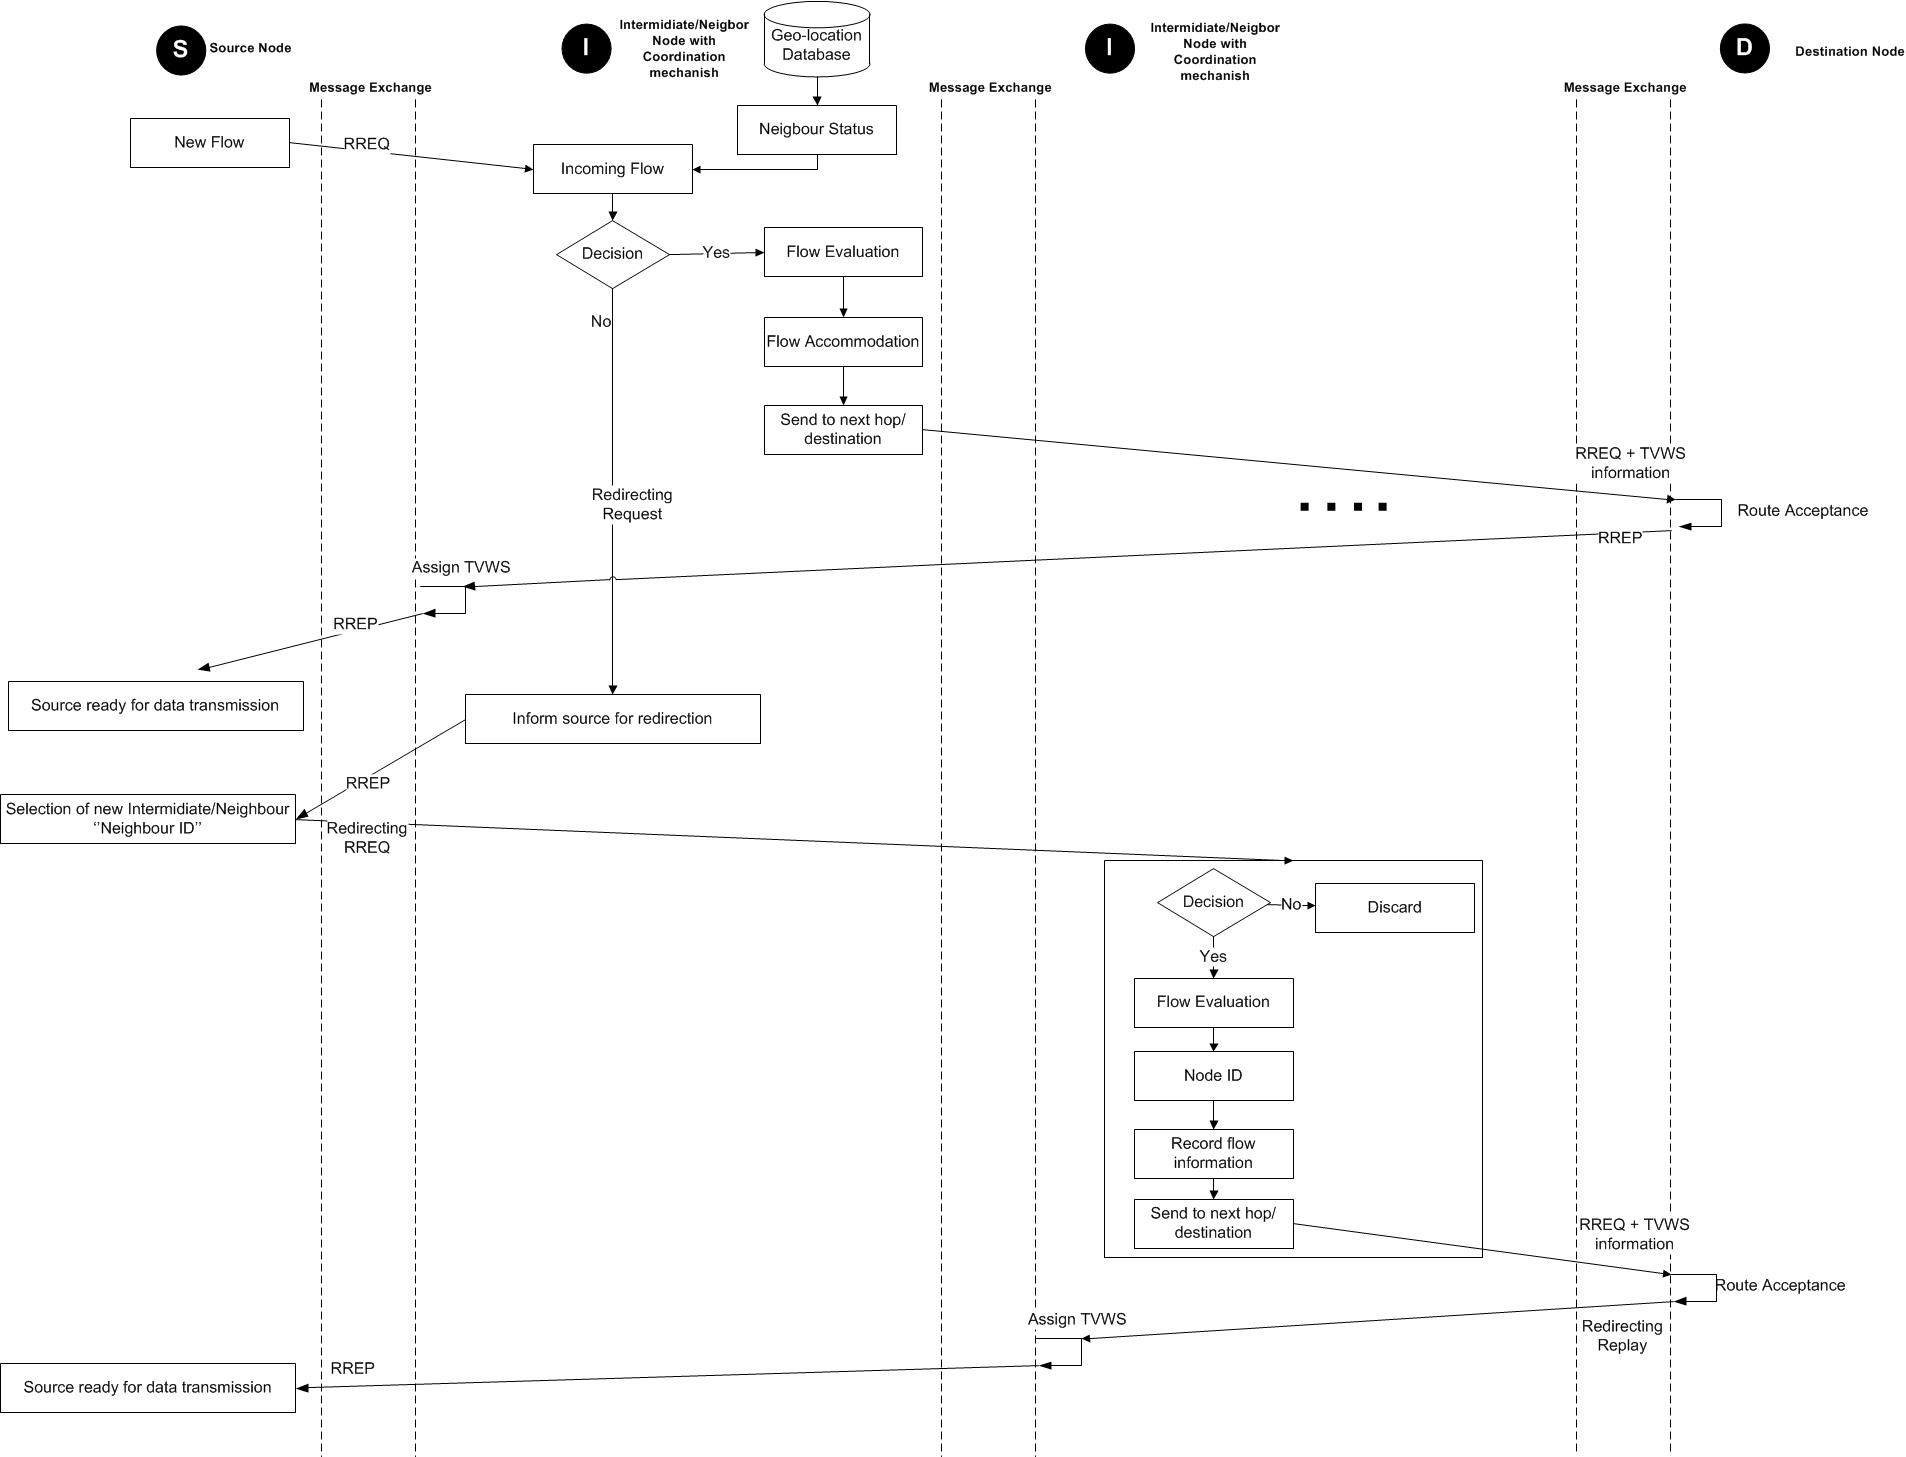 S
Source Node
I
Intermidiate/Neigbor
Node with
Coordination
mechanish
Geo-location
Database
I
Intermidiate/Neigbor
Node with
Coordination
mechanish
D
Destination Node
Message Exchange
Message Exchange
Message Exchange
New Flow
RREQ
Neigbour Status
Incoming Flow
Decision
Yes
Flow Evaluation
No
Flow Accommodation
Send to next hop/
destination
RREQ + TVWS
information
Redirecting
Request
Route Acceptance
RREP
Assign TVWS
RREP
Source ready for data transmission
Inform source for redirection
RREP
Selection of new Intermidiate/Neighbour
‘’Neighbour ID’’
Redirecting
RREQ
Decision
No
Discard
Yes
Flow Evaluation
Node ID
Record flow
information
Send to next hop/
destination
RREQ + TVWS
information
Route Acceptance
Assign TVWS
Redirecting
Replay
RREP
Source ready for data transmission